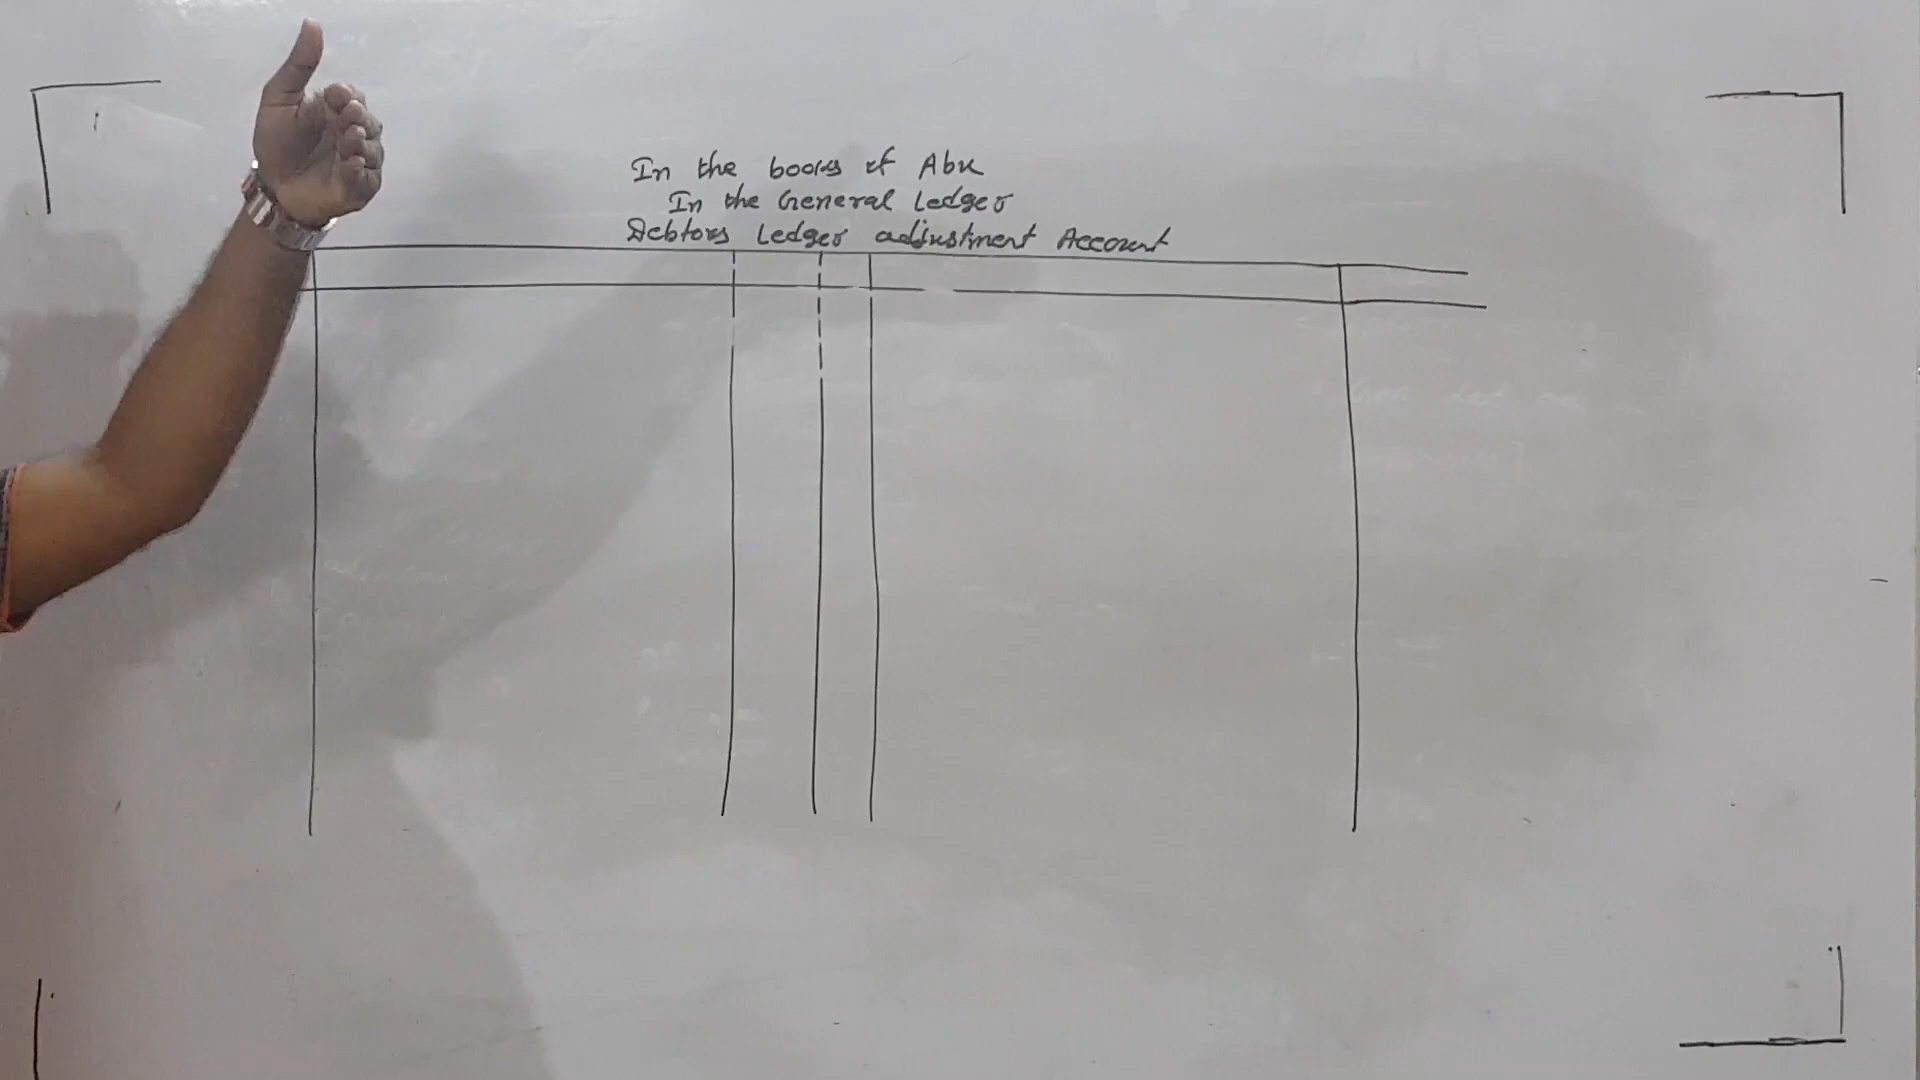 In the books of Abu
In the General Ledger
Debtors Ledger adjustment Account